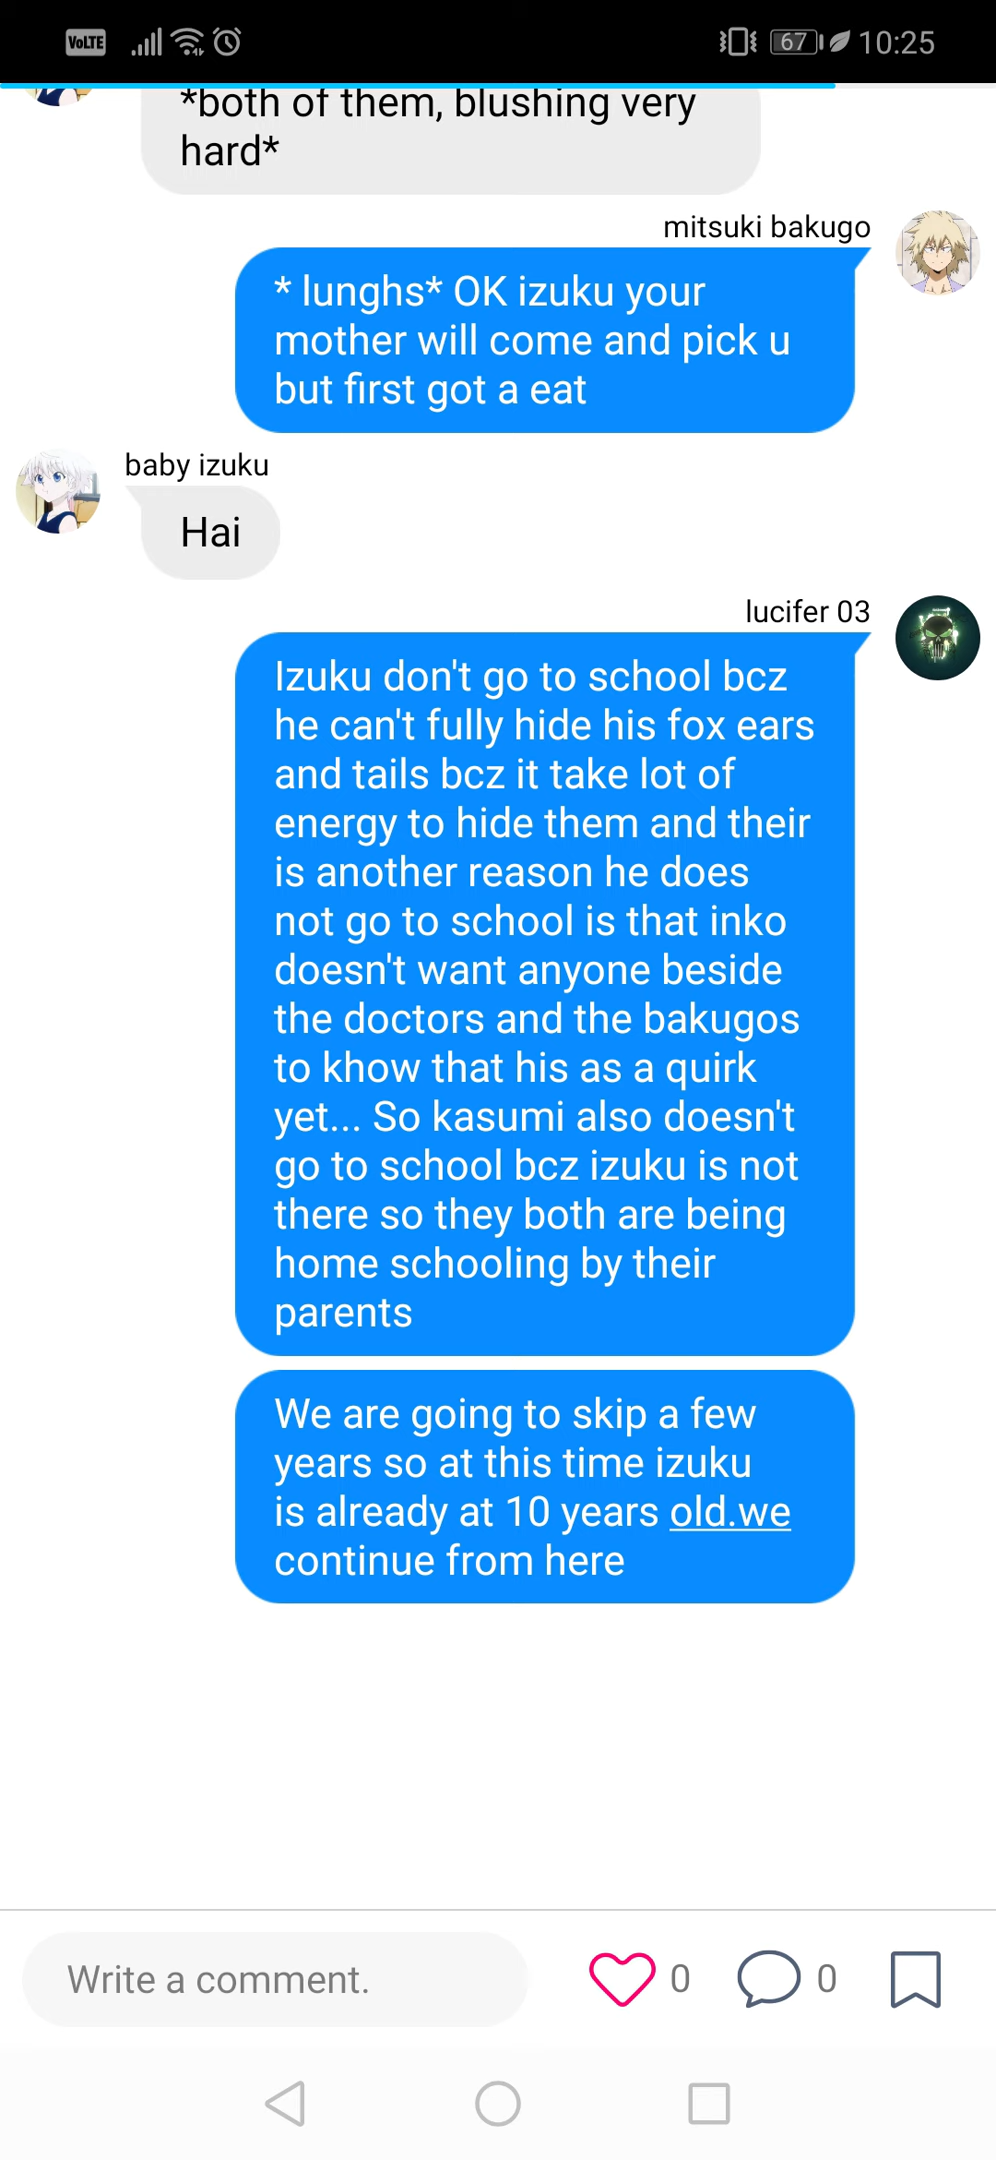 VoLTE
67 10:25
*both of them, blushing very
hard*
mitsuki bakugo
* lunghs* OK izuku your
mother will come and pick u
but first got a eat
baby izuku
Hai
lucifer 03
Izuku don't go to school bcz
he can't fully hide his fox ears
and tails bcz it take lot of
energy to hide them and their
is another reason he does
not go to school is that inko
doesn't want anyone beside
the doctors and the bakugos
to khow that his as a quirk
yet... So kasumi also doesn't
go to school bcz izuku is not
there so they both are being
home schooling by their
parents
We are going to skip a few
years so at this time izuku
is already at 10 years old.we
continue from here
Write a comment.
0
0